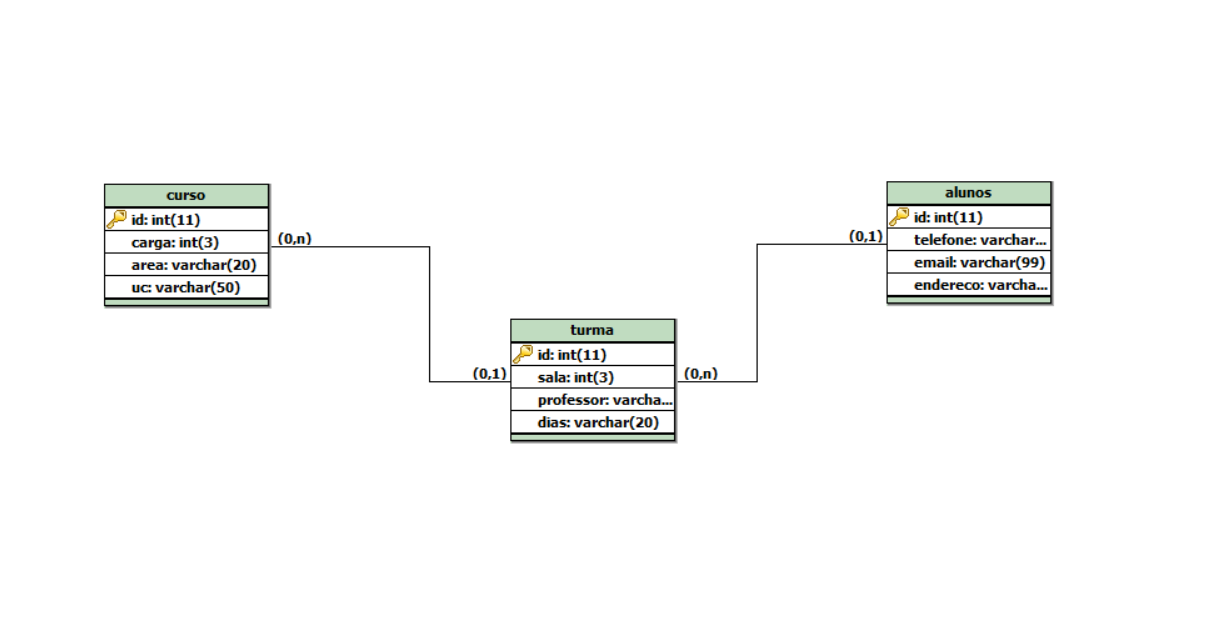 curso
id: int(11)
carga: int(3)
area: varchar(20)
uc: varchar(50)
(0,n)
(0,1)
turma
id: int(11)
sala: int(3)
professor: varcha...
dias: varchar(20)
(0,n)
(0,1)
alunos
id: int(11)
telefone: varchar...
email: varchar(99)
endereco: varcha...